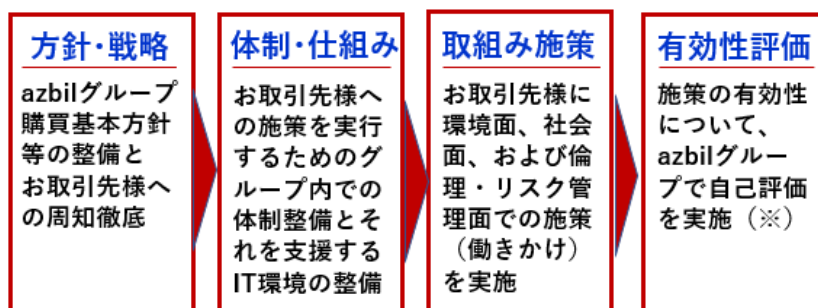 方針・戦略
azbilグループ
購買基本方針
等の整備と
お取引先様へ
の周知徹底
体制・仕組み
お取引先様へ
の施策を実行
するためのグ
ループ内での
体制整備とそ
れを支援する
IT環境の整備
取組み施策
お取引先様に
環境面、社会
面、および倫
理・リスク管
理面での施策
（働きかけ）
を実施
有効性評価
施策の有効性
について、
azbilグルー
プで自己評価
を実施（※）